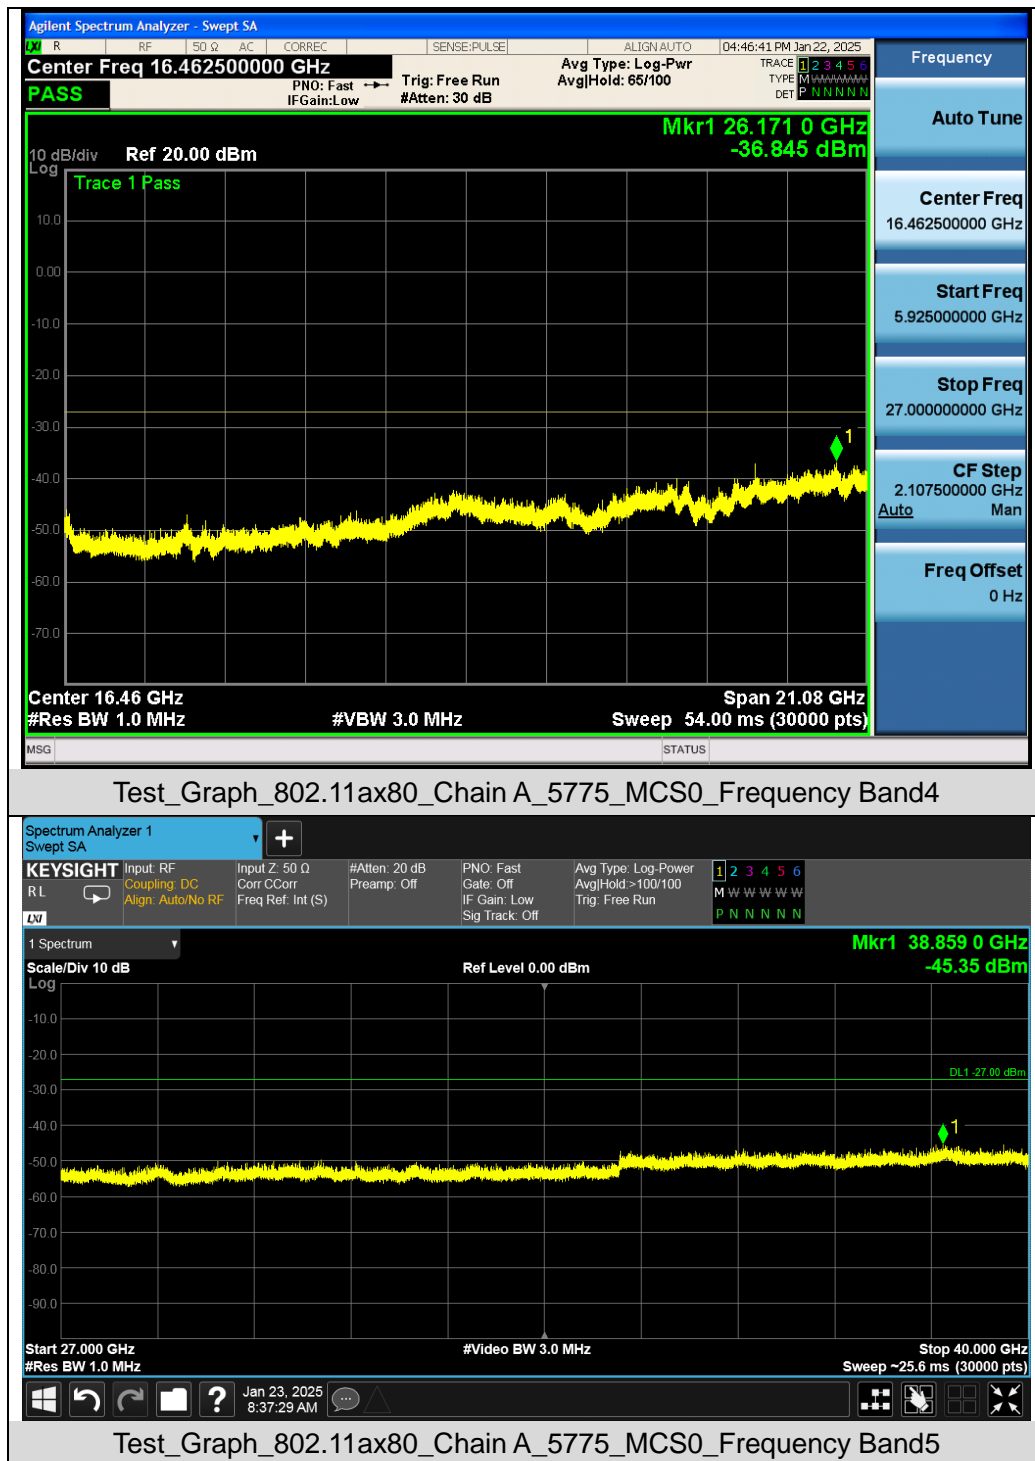 Agilent Spectrum Analyzer - Swept SA
LXI R RF 50 Ω AC CORREC SENSE:PULSE ALIGN AUTO 04:46:41 PM Jan 22, 2025
Center Freq 16.462500000 GHz
PASS
PNO: Fast
IFGain:Low
Trig: Free Run
#Atten: 30 dB
Avg Type: Log-Pwr
Avg|Hold: 65/100
TRACE 1 2 3 4 5 6
TYPE M W W W W W
DET P N N N N N
Mkr1 26.171 0 GHz
-36.845 dBm
10 dB/div Ref 20.00 dBm
Log
Trace 1 Pass
10.0
0.00
-10.0
-20.0
-30.0
-40.0
-50.0
-60.0
-70.0
1
Center 16.46 GHz Span 21.08 GHz
#Res BW 1.0 MHz #VBW 3.0 MHz Sweep 54.00 ms (30000 pts)
MSG STATUS
Frequency
Auto Tune
Center Freq
16.462500000 GHz
Start Freq
5.925000000 GHz
Stop Freq
27.000000000 GHz
CF Step
2.107500000 GHz
Auto Man
Freq Offset
0 Hz
Test_Graph_802.11ax80_Chain A_5775_MCS0_Frequency Band4
Spectrum Analyzer 1
Swept SA
+
KEYSIGHT
RL
LXI
Input: RF
Coupling: DC
Align: Auto/No RF
Input Z: 50 Ω
Corr CCorr
Freq Ref: Int (S)
#Atten: 20 dB
Preamp: Off
PNO: Fast
Gate: Off
IF Gain: Low
Sig Track: Off
Avg Type: Log-Power
Avg|Hold:>100/100
Trig: Free Run
1 2 3 4 5 6
M W W W W W
P N N N N N
1 Spectrum
Mkr1 38.859 0 GHz
Scale/Div 10 dB Ref Level 0.00 dBm -45.35 dBm
Log
-10.0
-20.0
-30.0
-40.0
-50.0
-60.0
-70.0
-80.0
-90.0
DL1 -27.00 dBm
1
Start 27.000 GHz #Video BW 3.0 MHz Stop 40.000 GHz
#Res BW 1.0 MHz Sweep ~25.6 ms (30000 pts)
?
Jan 23, 2025
8:37:29 AM
Test_Graph_802.11ax80_Chain A_5775_MCS0_Frequency Band5